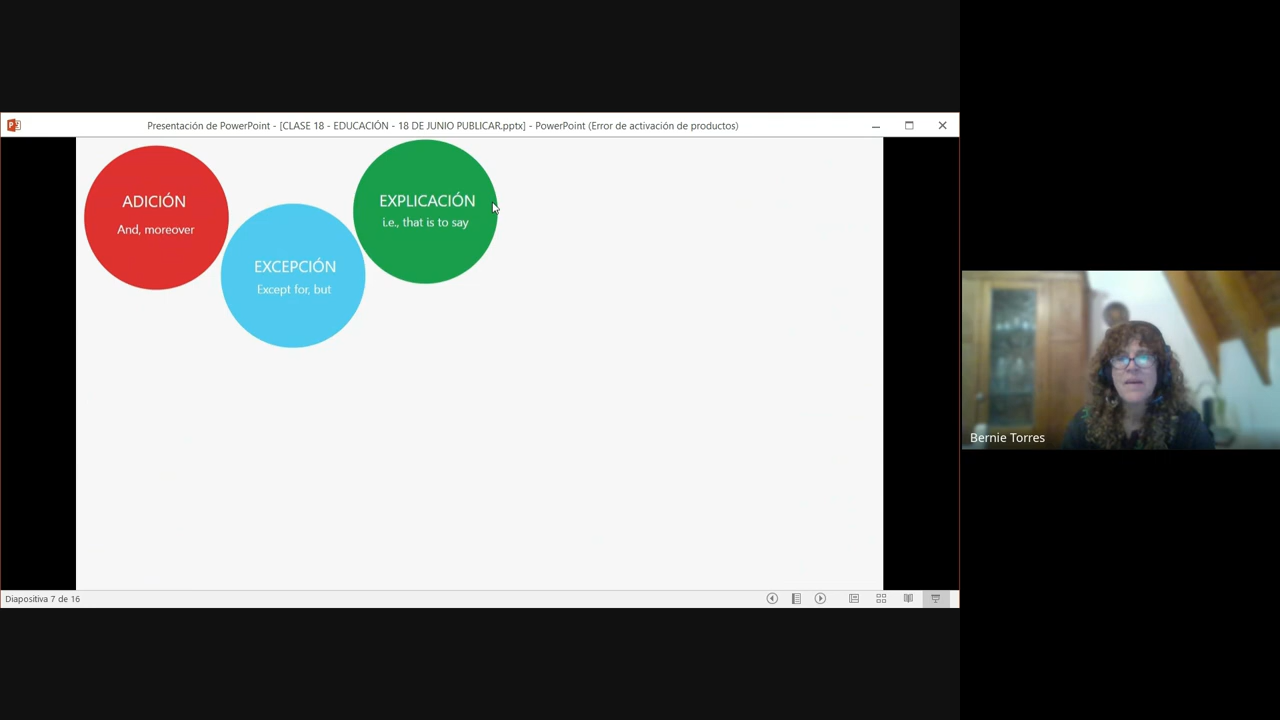 Presentación de PowerPoint - [CLASE 18 - EDUCACIÓN - 18 DE JUNIO PUBLICAR.pptx] - PowerPoint (Error de activación de productos)
ADICIÓN
And, moreover
EXCEPCIÓN
Except for, but
EXPLICACIÓN
i.e., that is to say
Bernie Torres
Diapositiva 7 de 16